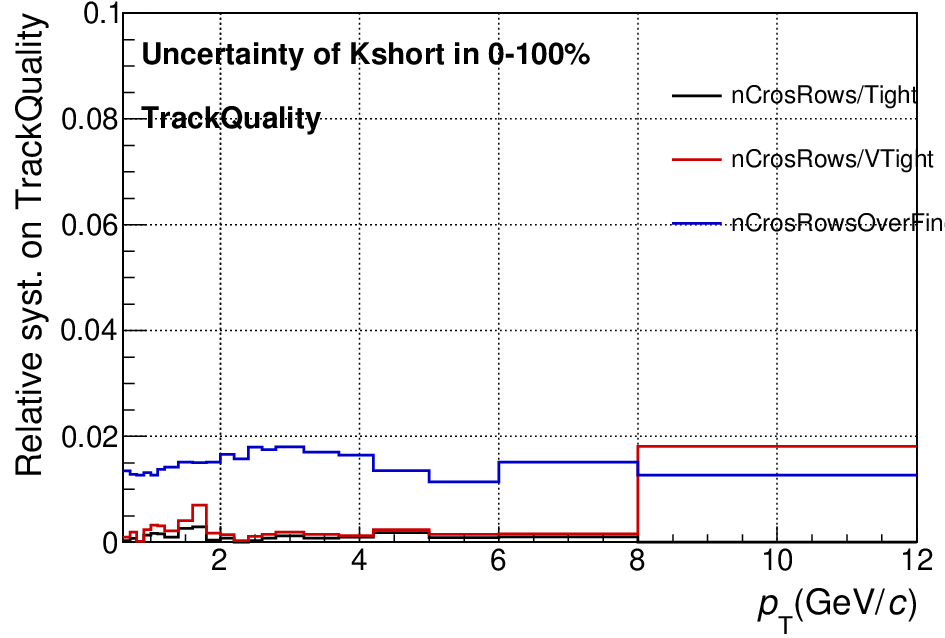 Uncertainty of Kshort in 0-100%
TrackQuality
nCrosRows/Tight
nCrosRows/VTight
nCrosRowsOverFin
Relative syst. on TrackQuality
0.1
0.08
0.06
0.04
0.02
0
2 4 6 8 10 12
pT(GeV/c)